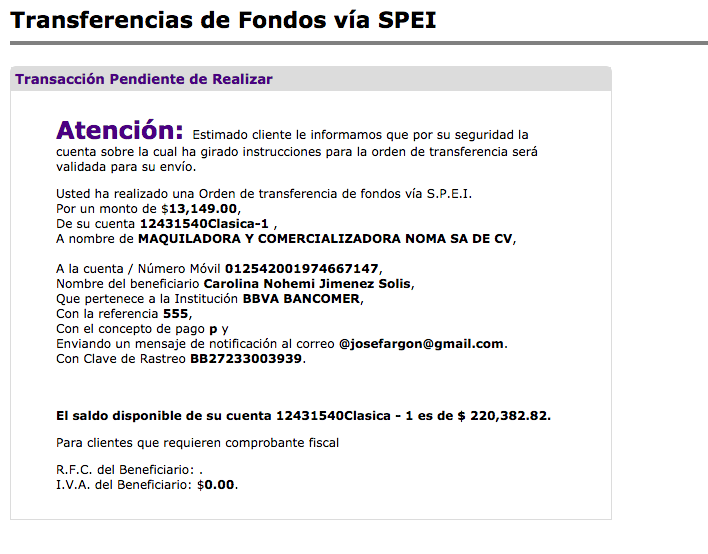 Transferencias de Fondos vía SPEI
Transacción Pendiente de Realizar
Atención: Estimado cliente le informamos que por su seguridad la
cuenta sobre la cual ha girado instrucciones para la orden de transferencia será
validada para su envío.
Usted ha realizado una Orden de transferencia de fondos vía S.P.E.I.
Por un monto de $13,149.00,
De su cuenta 12431540Clasica-1 ,
A nombre de MAQUILADORA Y COMERCIALIZADORA NOMA SA DE CV,
A la cuenta / Número Móvil 012542001974667147,
Nombre del beneficiario Carolina Nohemi Jimenez Solis,
Que pertenece a la Institución BBVA BANCOMER,
Con la referencia 555,
Con el concepto de pago p y
Enviando un mensaje de notificación al correo @josefargon@gmail.com.
Con Clave de Rastreo BB27233003939.
El saldo disponible de su cuenta 12431540Clasica - 1 es de $ 220,382.82.
Para clientes que requieren comprobante fiscal
R.F.C. del Beneficiario: .
I.V.A. del Beneficiario: $0.00.